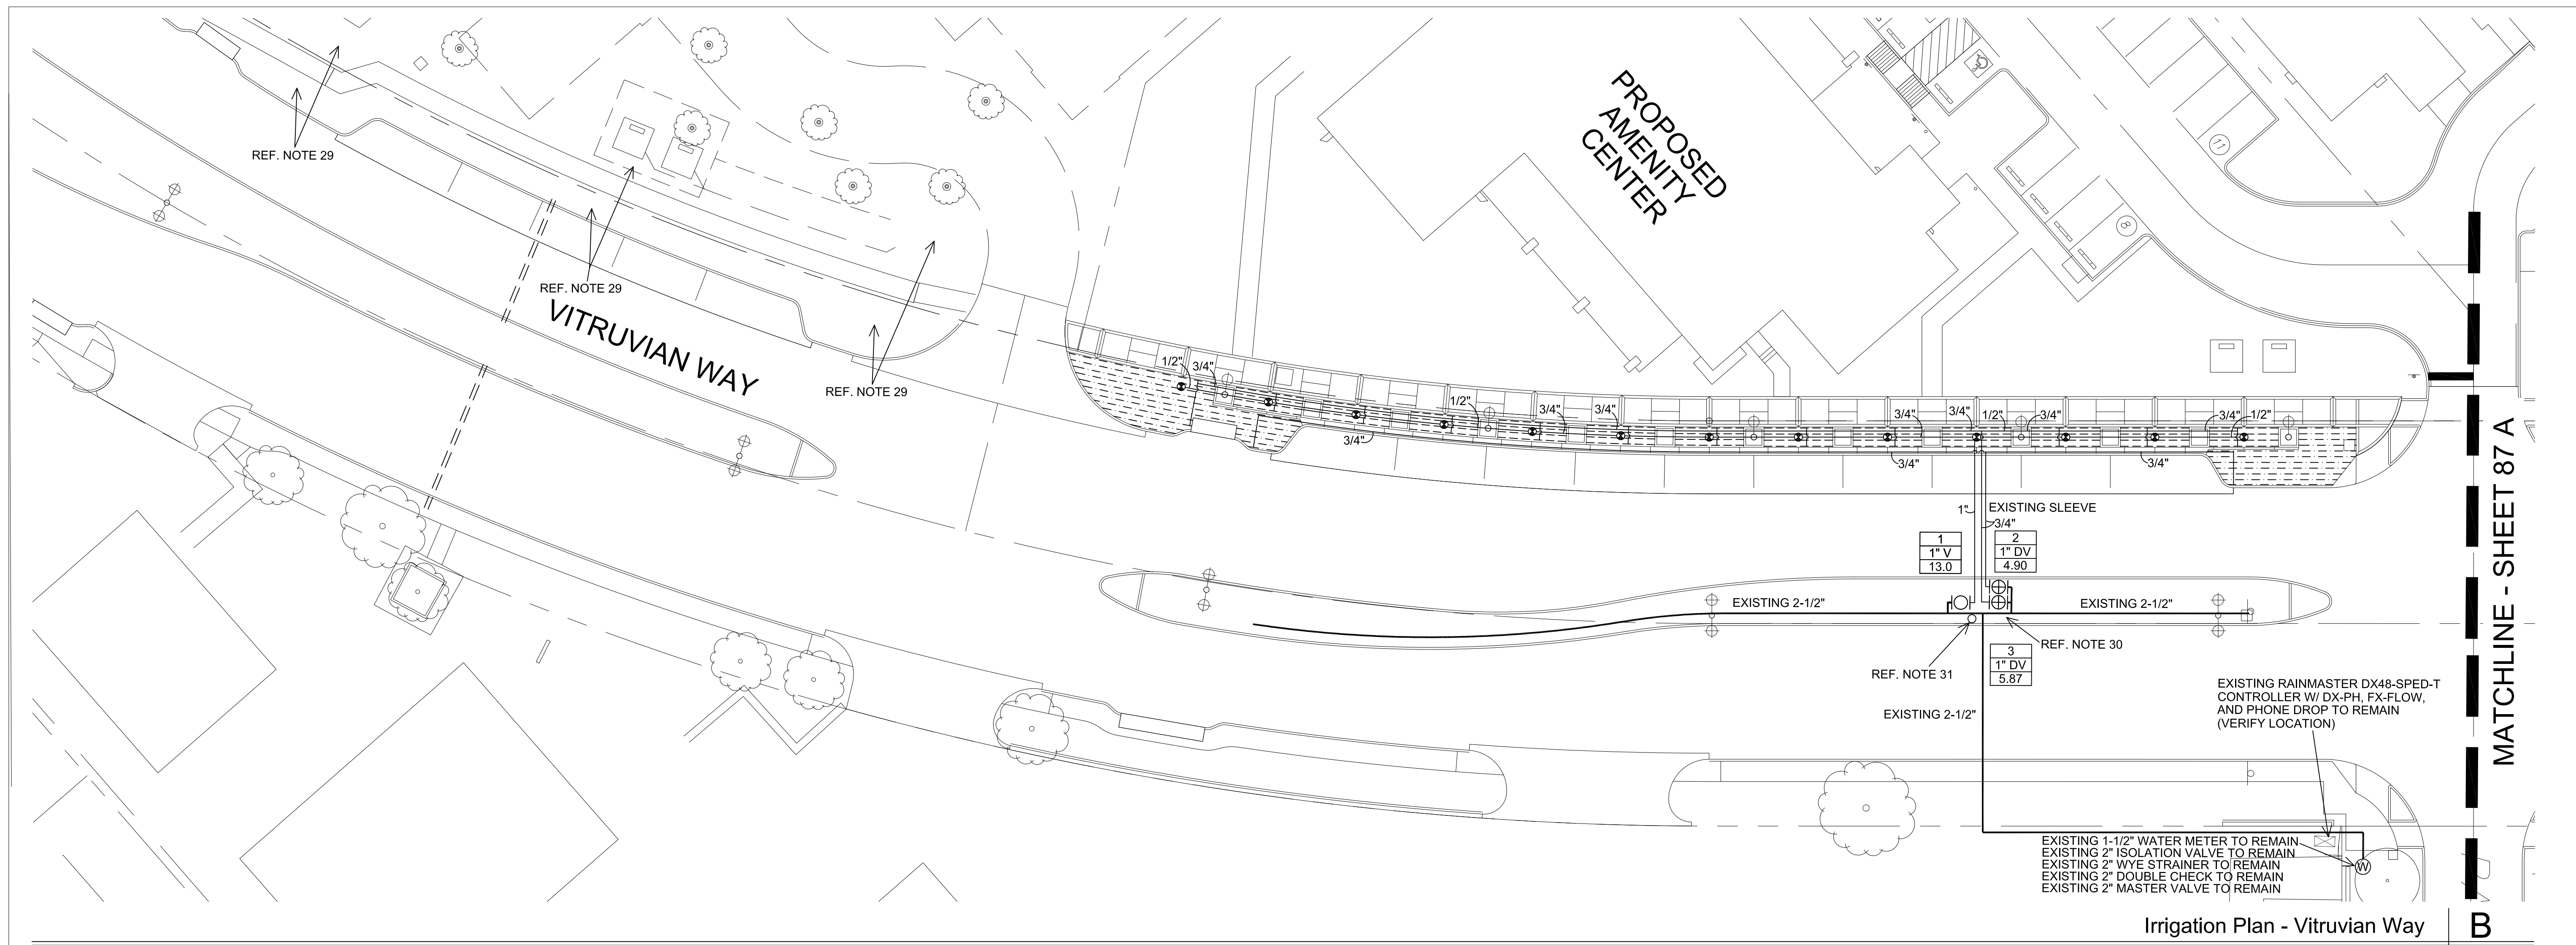 PROPOSED
AMENITY
CENTER
11
8
REF. NOTE 29
REF. NOTE 29
REF. NOTE 29
VITRUVIAN WAY
1/2"
3/4"
1/2"
3/4"
3/4"
3/4"
3/4"
3/4"
1/2"
3/4"
3/4"
1/2"
3/4"
3/4"
1"
EXISTING SLEEVE
3/4"
1
1" V
13.0
2
1" DV
4.90
EXISTING 2-1/2"
EXISTING 2-1/2"
REF. NOTE 30
3
1" DV
5.87
REF. NOTE 31
EXISTING 2-1/2"
EXISTING RAINMASTER DX48-SPED-T
CONTROLLER W/ DX-PH, FX-FLOW,
AND PHONE DROP TO REMAIN
(VERIFY LOCATION)
EXISTING 1-1/2" WATER METER TO REMAIN
EXISTING 2" ISOLATION VALVE TO REMAIN
EXISTING 2" WYE STRAINER TO REMAIN
EXISTING 2" DOUBLE CHECK TO REMAIN
EXISTING 2" MASTER VALVE TO REMAIN
W
MATCHLINE - SHEET 87 A
Irrigation Plan - Vitruvian Way
B